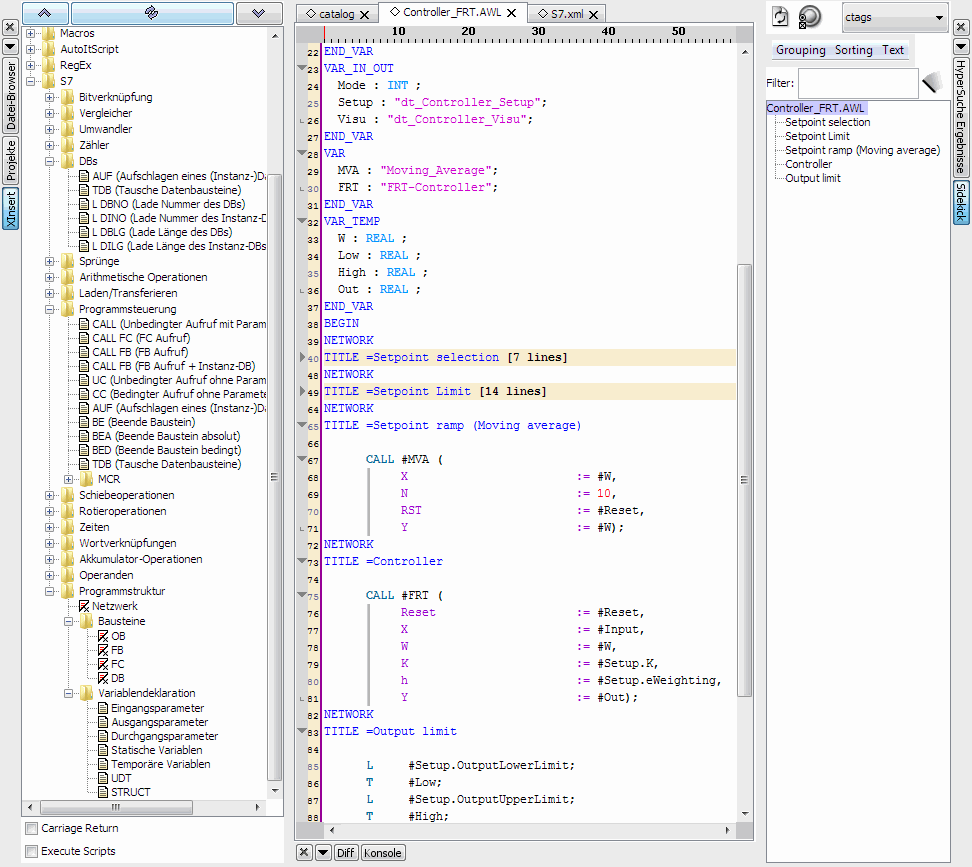 Datei-Browser
Projekte
XInsert
Macros
AutoItScript
RegEx
S7
Bitverknüpfung
Vergleicher
Umwandler
Zähler
DBs
AUF (Aufschlagen eines (Instanz-)D
TDB (Tausche Datenbausteine)
L DBNO (Lade Nummer des DBs)
L DINO (Lade Nummer des Instanz-D
L DBLG (Lade Länge des DBs)
L DILG (Lade Länge des Instanz-DBs
Sprünge
Arithmetische Operationen
Laden/Transferieren
Programmsteuerung
CALL (Unbedingter Aufruf mit Param
CALL FC (FC Aufruf)
CALL FB (FB Aufruf)
CALL FB (FB Aufruf + Instanz-DB)
UC (Unbedingter Aufruf ohne Param
CC (Bedingter Aufruf ohne Paramete
AUF (Aufschlagen eines (Instanz-)D
BE (Beende Baustein)
BEA (Beende Baustein absolut)
BED (Beende Baustein bedingt)
TDB (Tausche Datenbausteine)
MCR
Schiebeoperationen
Rotieroperationen
Zeiten
Wortverknüpfungen
Akkumulator-Operationen
Operanden
Programmstruktur
Netzwerk
Bausteine
OB
FB
FC
DB
Variablendeklaration
Eingangsparameter
Ausgangsparameter
Durchgangsparameter
Statische Variablen
Temporäre Variablen
UDT
STRUCT
Carriage Return
Execute Scripts
catalog Controller_FRT.AWL S7.xml
10 20 30 40 50
22 END_VAR
23 VAR_IN_OUT
24 Mode : INT ;
25 Setup : "dt_Controller_Setup";
26 Visu : "dt_Controller_Visu";
27 END_VAR
28 VAR
29 MVA : "Moving_Average";
30 FRT : "FRT-Controller";
31 END_VAR
32 VAR_TEMP
33 W : REAL ;
34 Low : REAL ;
35 High : REAL ;
36 Out : REAL ;
37 END_VAR
38 BEGIN
39 NETWORK
40 TITLE =Setpoint selection [7 lines]
48 NETWORK
49 TITLE =Setpoint Limit [14 lines]
64 NETWORK
65 TITLE =Setpoint ramp (Moving average)
66
67 CALL #MVA (
68 X := #W,
69 N := 10,
70 RST := #Reset,
71 Y := #W);
72 NETWORK
73 TITLE =Controller
74
75 CALL #FRT (
76 Reset := #Reset,
77 X := #Input,
78 W := #W,
79 K := #Setup.K,
80 h := #Setup.eWeighting,
81 Y := #Out);
82 NETWORK
83 TITLE =Output limit
84
85 L #Setup.OutputLowerLimit;
86 T #Low;
87 L #Setup.OutputUpperLimit;
88 T #High;
Diff Konsole
ctags
Grouping Sorting Text
Filter:
Controller_FRT.AWL
Setpoint selection
Setpoint Limit
Setpoint ramp (Moving average)
Controller
Output limit
HyperSuche Ergebnisse
Sidekick